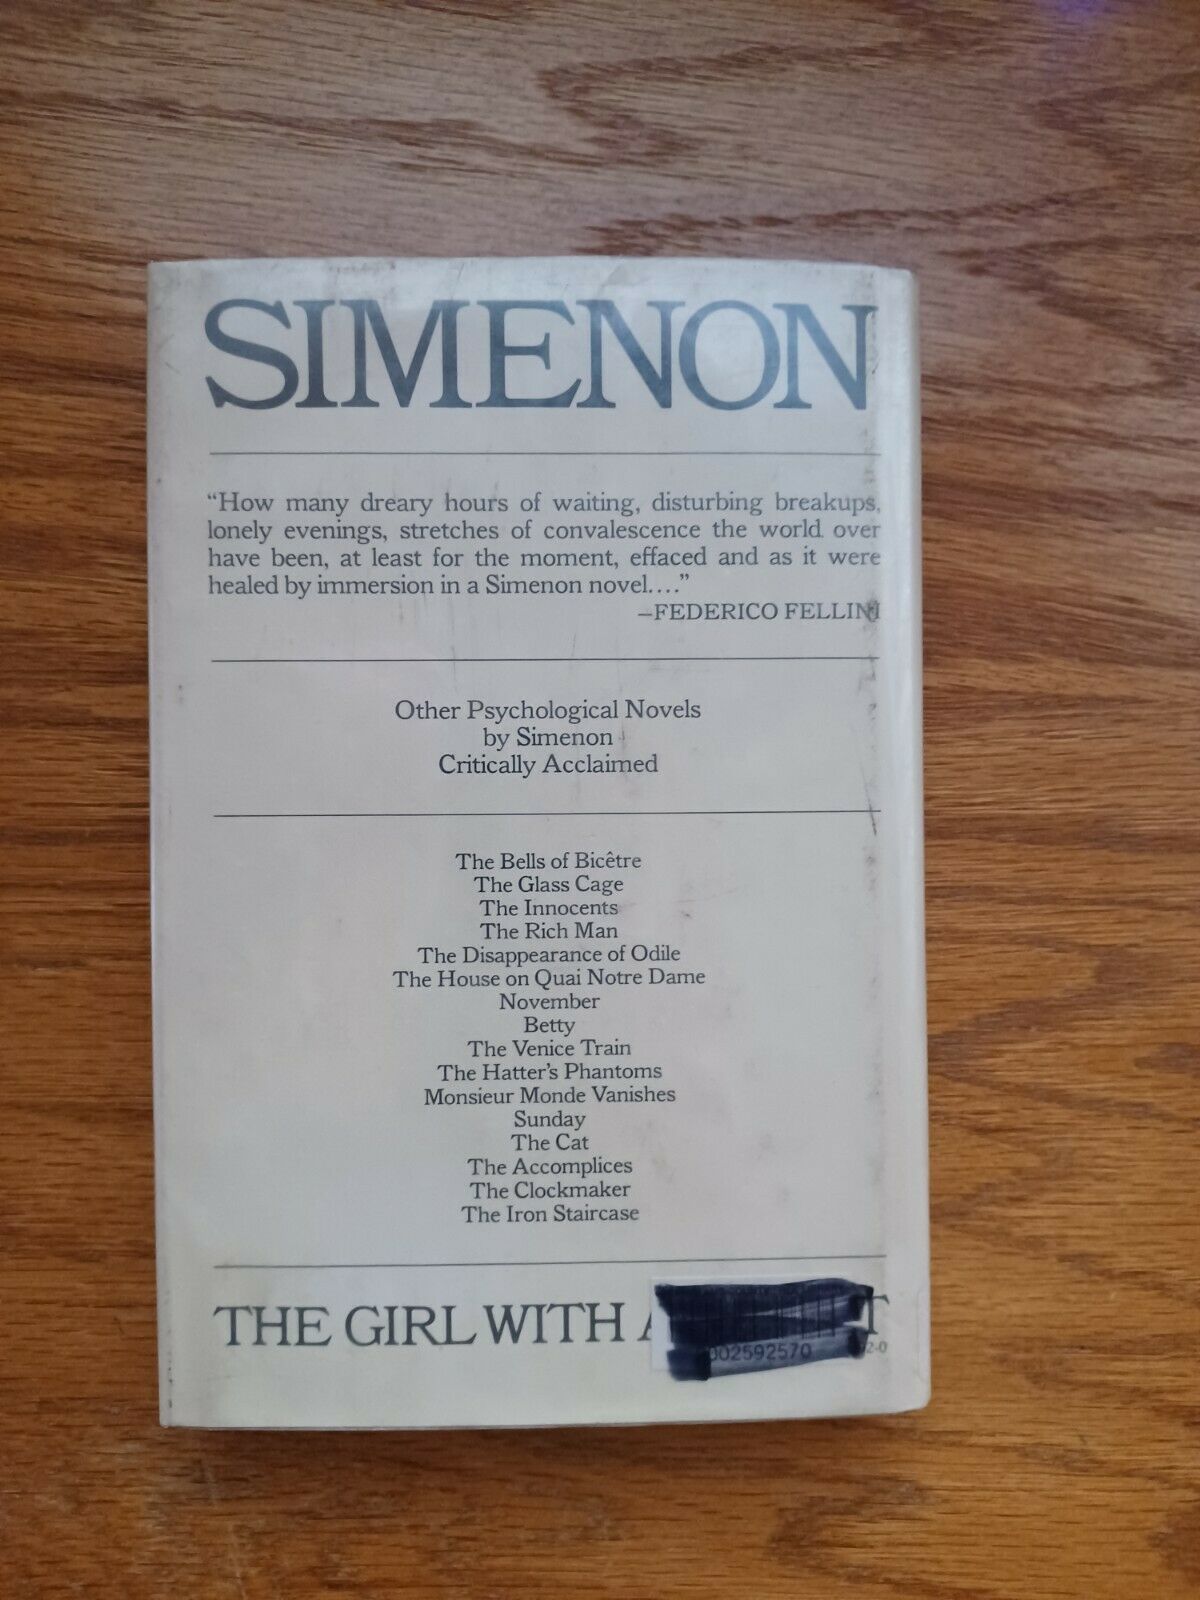 SIMENON
“How many dreary hours of waiting, disturbing breakups,
lonely evenings, stretches of convalescence the world over
have been, at least for the moment, effaced and as it were
healed by immersion in a Simenon novel....”
—FEDERICO FELLINI
Other Psychological Novels
by Simenon
Critically Acclaimed
The Bells of Bicêtre
The Glass Cage
The Innocents
The Rich Man
The Disappearance of Odile
The House on Quai Notre Dame
November
Betty
The Venice Train
The Hatter's Phantoms
Monsieur Monde Vanishes
Sunday
The Cat
The Accomplices
The Clockmaker
The Iron Staircase
THE GIRL WITH A
002592570